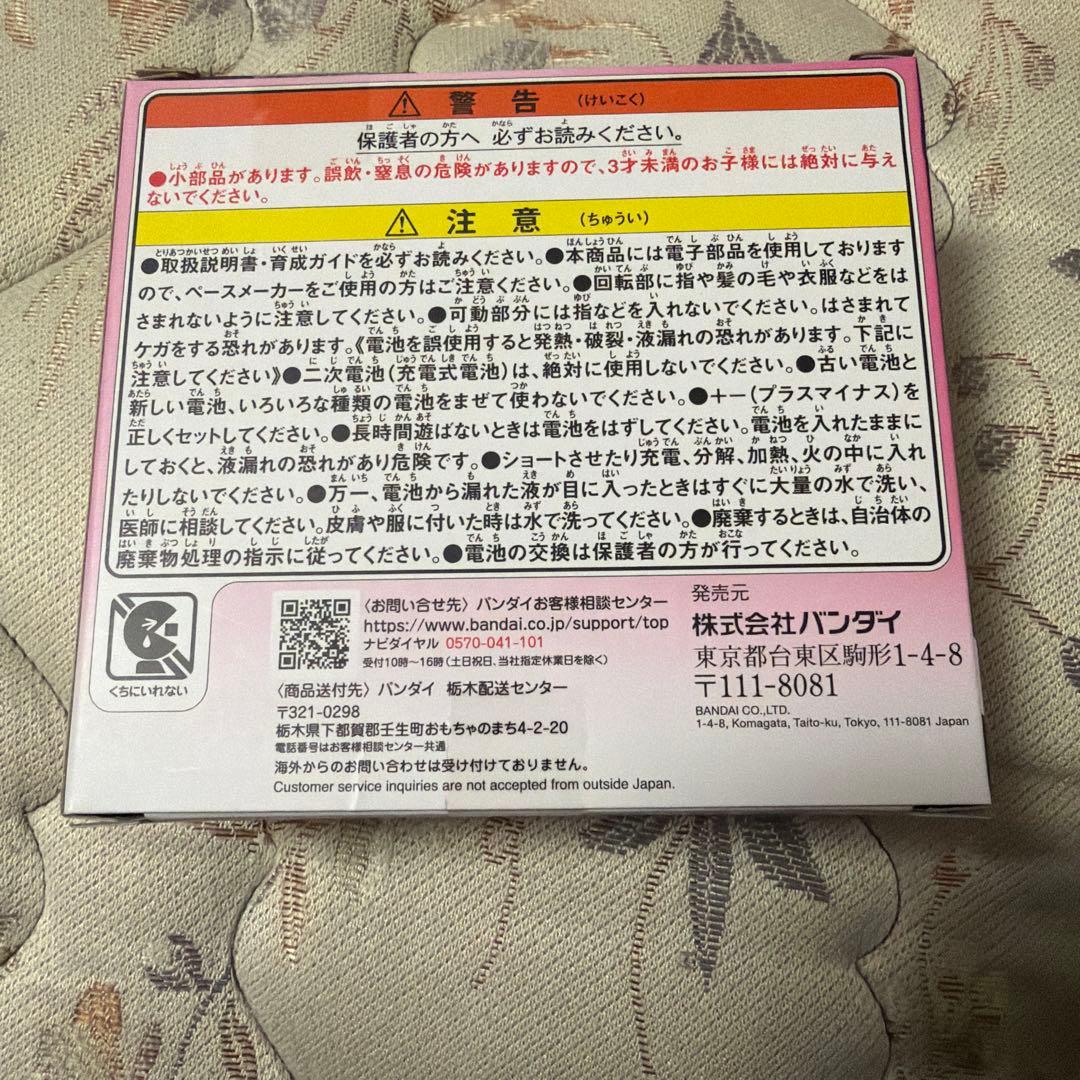 警告（けいこく）
保護者の方へ 必ずお読みください。
●小部品があります。誤飲・窒息の危険がありますので、3才未満のお子様には絶対に与え
ないでください。
注意（ちゅうい）
●取扱説明書・育成ガイドを必ずお読みください。●本商品には電子部品を使用しております
ので、ペースメーカーをご使用の方はご注意ください。●回転部に指や髪の毛や衣服などをは
さまれないように注意してください。●可動部分には指などを入れないでください。はさまれて
ケガをする恐れがあります。《電池を誤使用すると発熱・破裂・液漏れの恐れがあります。下記に
注意してください》●二次電池（充電式電池）は、絶対に使用しないでください。●古い電池と
新しい電池、いろいろな種類の電池をまぜて使わないでください。●＋－（プラスマイナス）を
正しくセットしてください。●長時間遊ばないときは電池をはずしてください。電池を入れたままに
しておくと、液漏れの恐れがあり危険です。●ショートさせたり充電、分解、加熱、火の中に入れ
たりしないでください。●万一、電池から漏れた液が目に入ったときはすぐに大量の水で洗い、
医師に相談してください。皮膚や服に付いた時は水で洗ってください。●廃棄するときは、自治体の
廃棄物処理の指示に従ってください。●電池の交換は保護者の方が行ってください。
くちにいれない
〈お問い合せ先〉バンダイお客様相談センター
https://www.bandai.co.jp/support/top
ナビダイヤル 0570-041-101
受付10時～16時（土日祝日、当社指定休業日を除く）
〈商品送付先〉バンダイ 栃木配送センター
〒321-0298
栃木県下都賀郡壬生町おもちゃのまち4-2-20
電話番号はお客様相談センター共通
海外からのお問い合わせは受け付けておりません。
Customer service inquiries are not accepted from outside Japan.
発売元
株式会社バンダイ
東京都台東区駒形1-4-8
〒111-8081
BANDAI CO.,LTD.
1-4-8, Komagata, Taito-ku, Tokyo, 111-8081 Japan